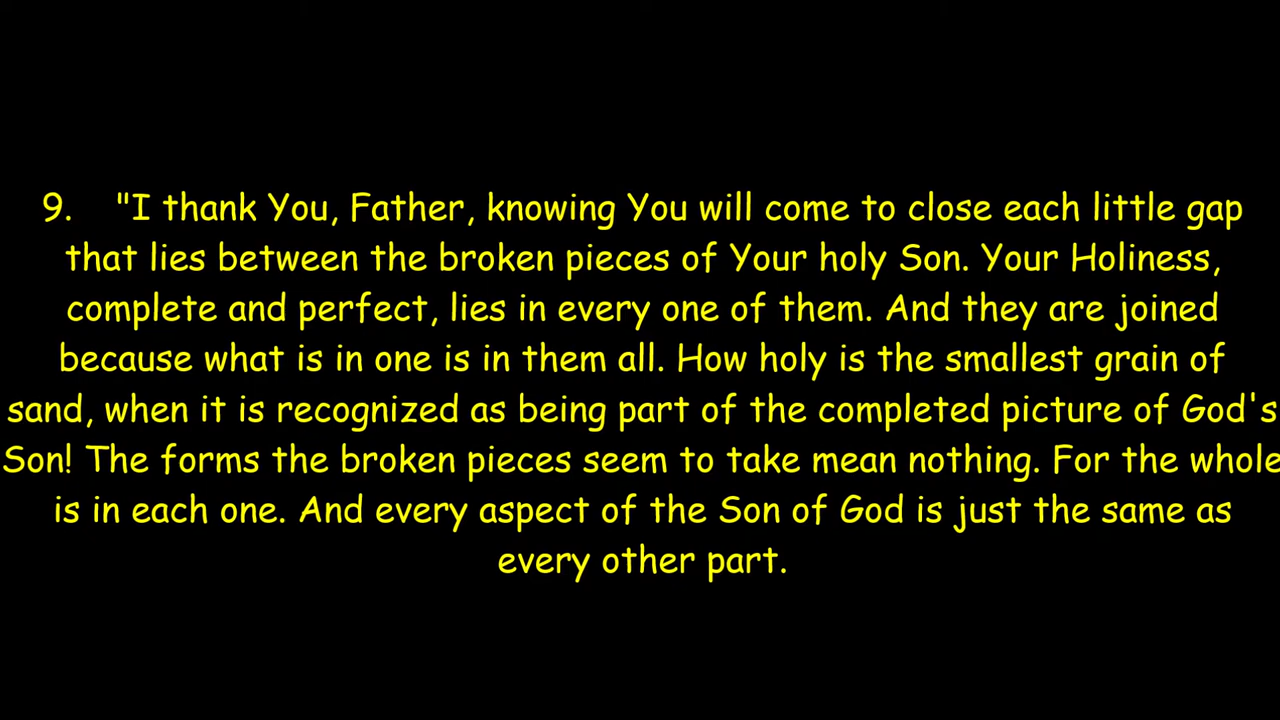 9. "I thank You, Father, knowing You will come to close each little gap
that lies between the broken pieces of Your holy Son. Your Holiness,
complete and perfect, lies in every one of them. And they are joined
because what is in one is in them all. How holy is the smallest grain of
sand, when it is recognized as being part of the completed picture of God's
Son! The forms the broken pieces seem to take mean nothing. For the whole
is in each one. And every aspect of the Son of God is just the same as
every other part.